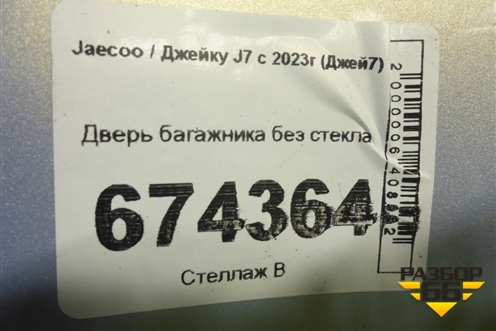 Jaecoo / Джейку J7 с 2023г (Джей7)
Дверь багажника без стекла
674364
Стеллаж В
РАЗБОР
66